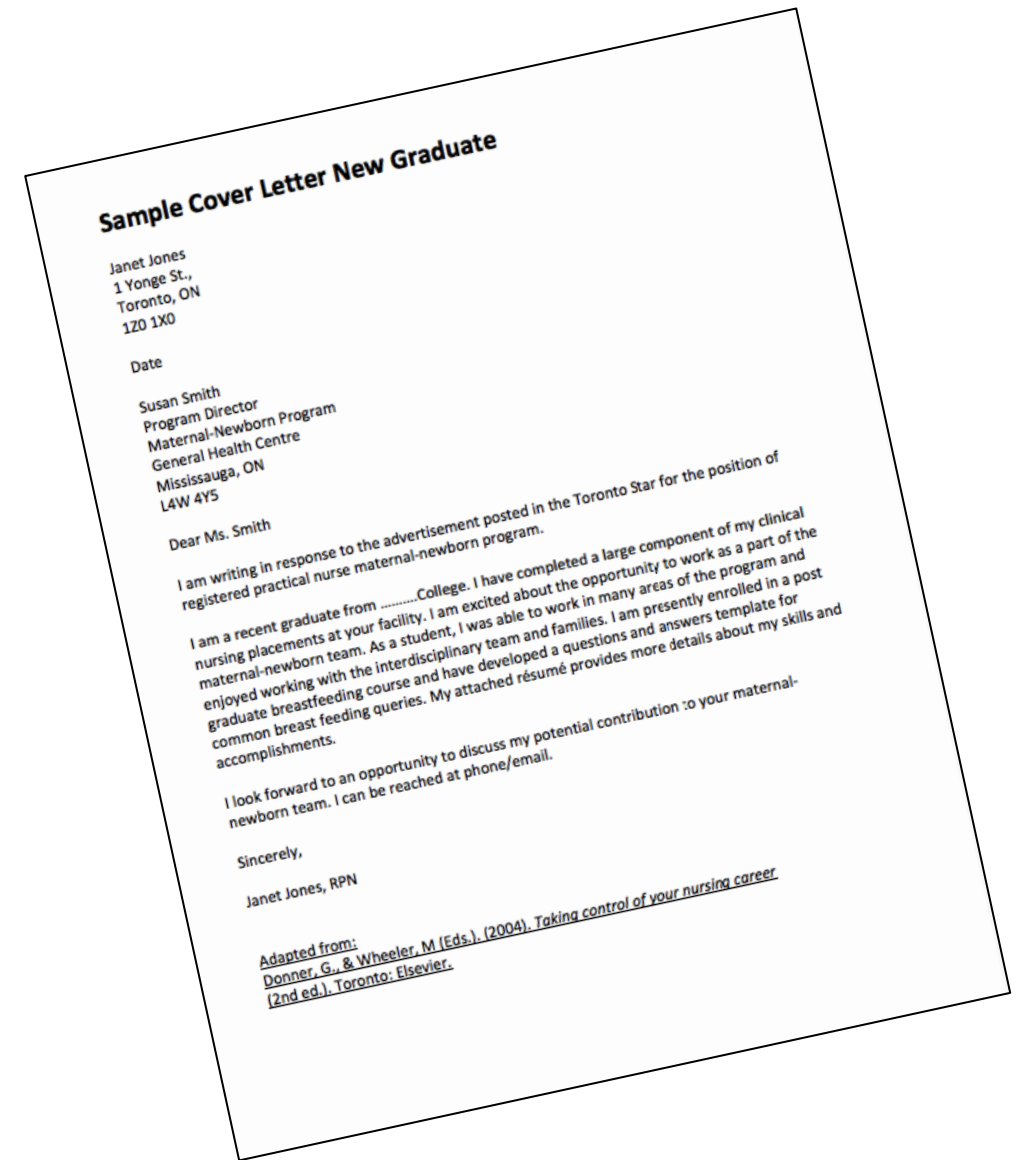 Sample Cover Letter New Graduate
Janet Jones
1 Yonge St.,
Toronto, ON
1Z0 1X0
Date
Susan Smith
Program Director
Maternal-Newborn Program
General Health Centre
Mississauga, ON
L4W 4Y5
Dear Ms. Smith
I am writing in response to the advertisement posted in the Toronto Star for the position of
registered practical nurse maternal-newborn program.
I am a recent graduate from ..........College. I have completed a large component of my clinical
nursing placements at your facility. I am excited about the opportunity to work as a part of the
maternal-newborn team. As a student, I was able to work in many areas of the program and
enjoyed working with the interdisciplinary team and families. I am presently enrolled in a post
graduate breastfeeding course and have developed a questions and answers template for
common breast feeding queries. My attached résumé provides more details about my skills and
accomplishments.
I look forward to an opportunity to discuss my potential contribution to your maternal-
newborn team. I can be reached at phone/email.
Sincerely,
Janet Jones, RPN
Adapted from:
Donner, G., & Wheeler, M (Eds.). (2004). Taking control of your nursing career
(2nd ed.). Toronto: Elsevier.